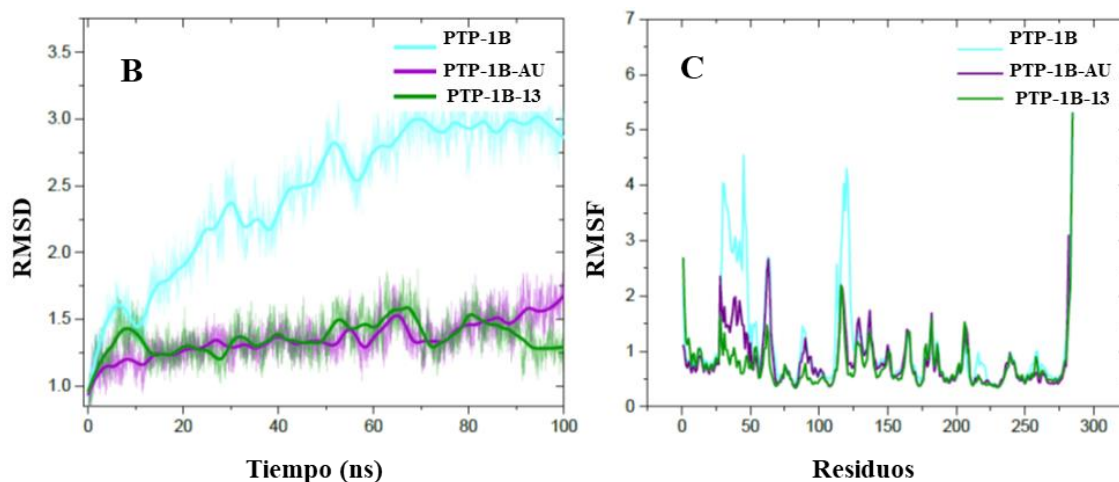 B
PTP-1B
PTP-1B-AU
PTP-1B-13
3.5
3.0
2.5
2.0
1.5
1.0
RMSD
0
20
40
60
80
100
Tiempo (ns)
C
PTP-1B
PTP-1B-AU
PTP-1B-13
7
6
5
4
3
2
1
0
RMSF
0
50
100
150
200
250
300
Residuos